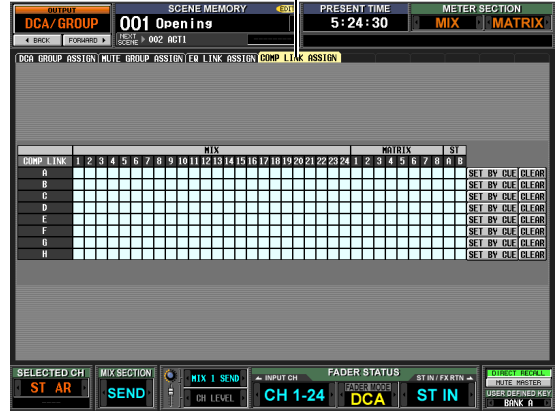 OUTPUT
DCA/GROUP
BACK FORWARD
SCENE MEMORY
EDIT
001 Opening
NEXT SCENE 002 ACT1
PRESENT TIME
5:24:30
METER SECTION
MIX MATRIX
DCA GROUP ASSIGN MUTE GROUP ASSIGN EQ LINK ASSIGN COMP LINK ASSIGN
MIX MATRIX ST
COMP LINK 1 2 3 4 5 6 7 8 9 10 11 12 13 14 15 16 17 18 19 20 21 22 23 24 1 2 3 4 5 6 7 8 A B
A SET BY CUE CLEAR
B SET BY CUE CLEAR
C SET BY CUE CLEAR
D SET BY CUE CLEAR
E SET BY CUE CLEAR
F SET BY CUE CLEAR
G SET BY CUE CLEAR
H SET BY CUE CLEAR
SELECTED CH
ST AR
MIX SECTION
SEND
MIX 1 SEND
CH LEVEL
FADER STATUS
INPUT CH
CH 1-24
FADER MODE
DCA
ST IN / FX RTN
ST IN
DIRECT RECALL
MUTE MASTER
USER DEFINED KEY
BANK A